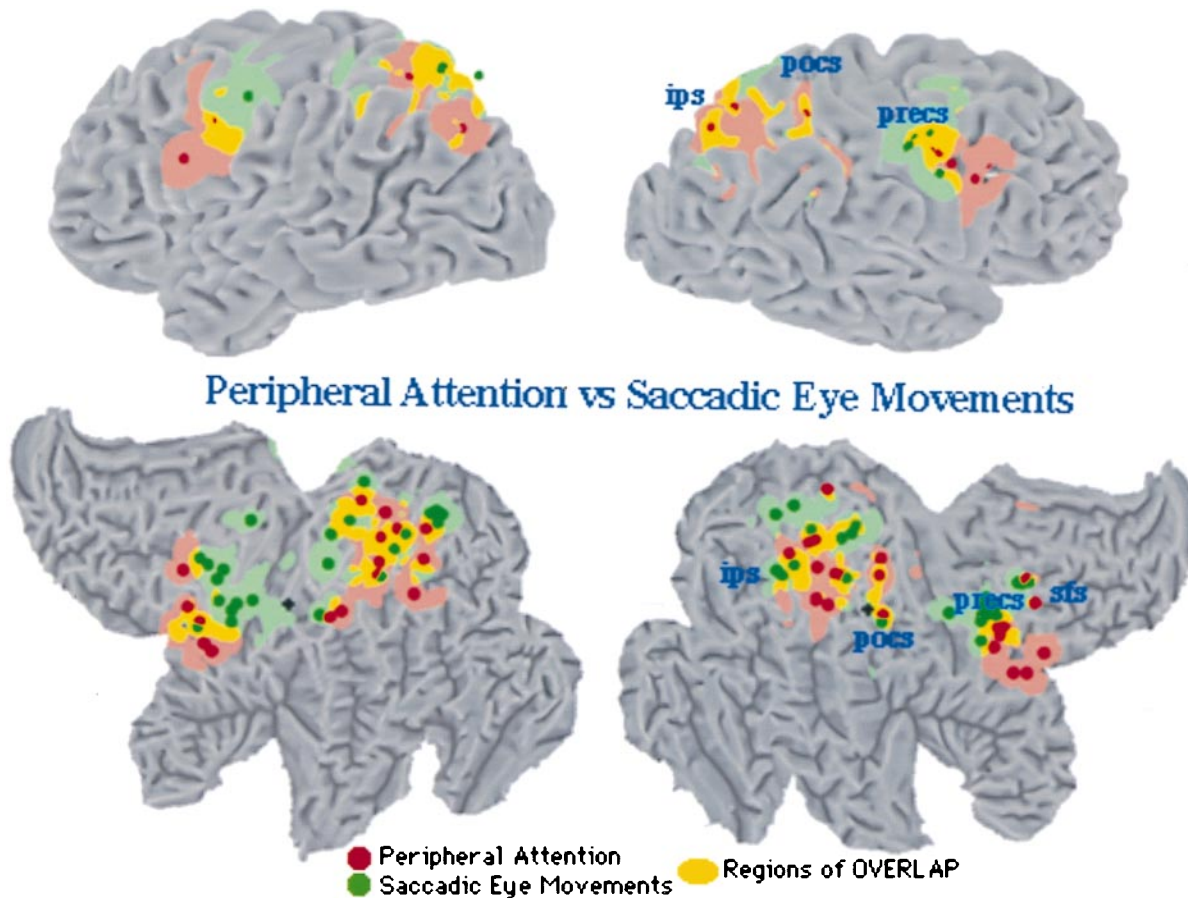 pocs
ips
precs
Peripheral Attention vs Saccadic Eye Movements
ips
precs
sfs
pocs
Peripheral Attention
Regions of OVERLAP
Saccadic Eye Movements